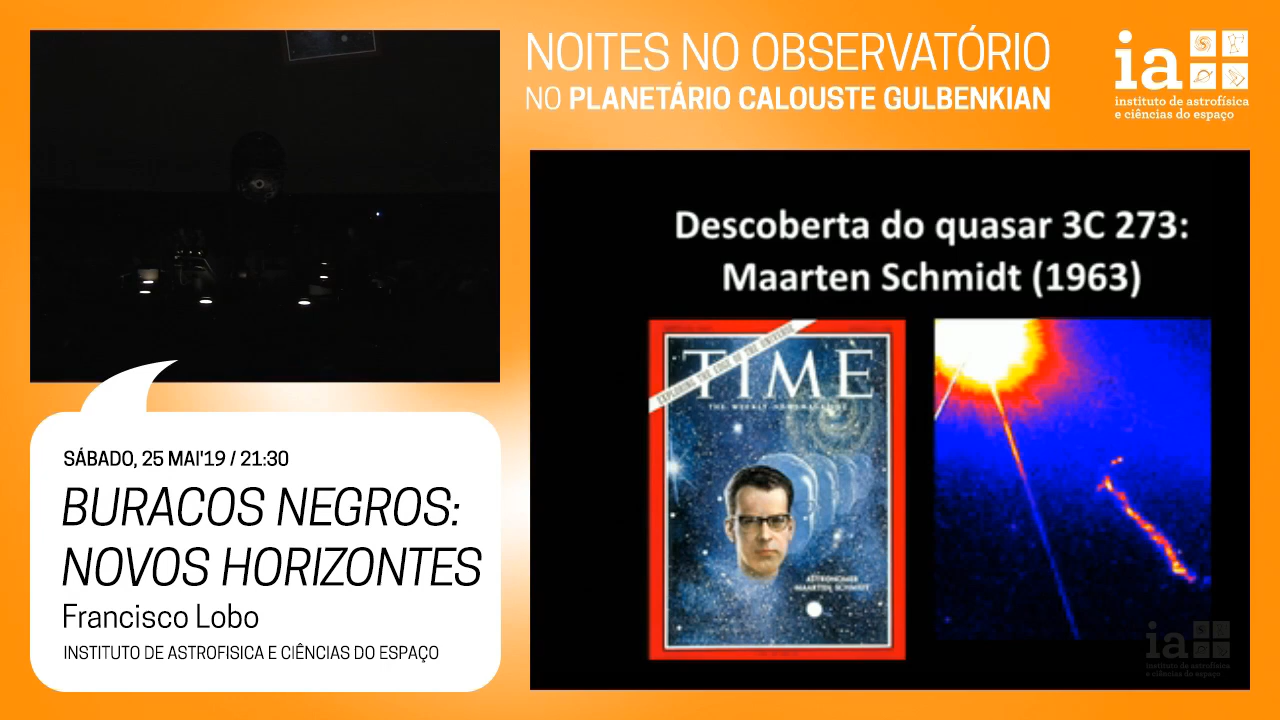 NOITES NO OBSERVATÓRIO
NO PLANETÁRIO CALOUSTE GULBENKIAN
ia
instituto de astrofísica
e ciências do espaço
Descoberta do quasar 3C 273:
Maarten Schmidt (1963)
EXPLORING THE EDGE OF THE UNIVERSE
TIME
THE WEEKLY NEWSMAGAZINE
ASTRONOMER
MAARTEN SCHMIDT
ia
instituto de astrofísica
e ciências do espaço
SÁBADO, 25 MAI'19 / 21:30
BURACOS NEGROS:
NOVOS HORIZONTES
Francisco Lobo
INSTITUTO DE ASTROFISICA E CIÊNCIAS DO ESPAÇO